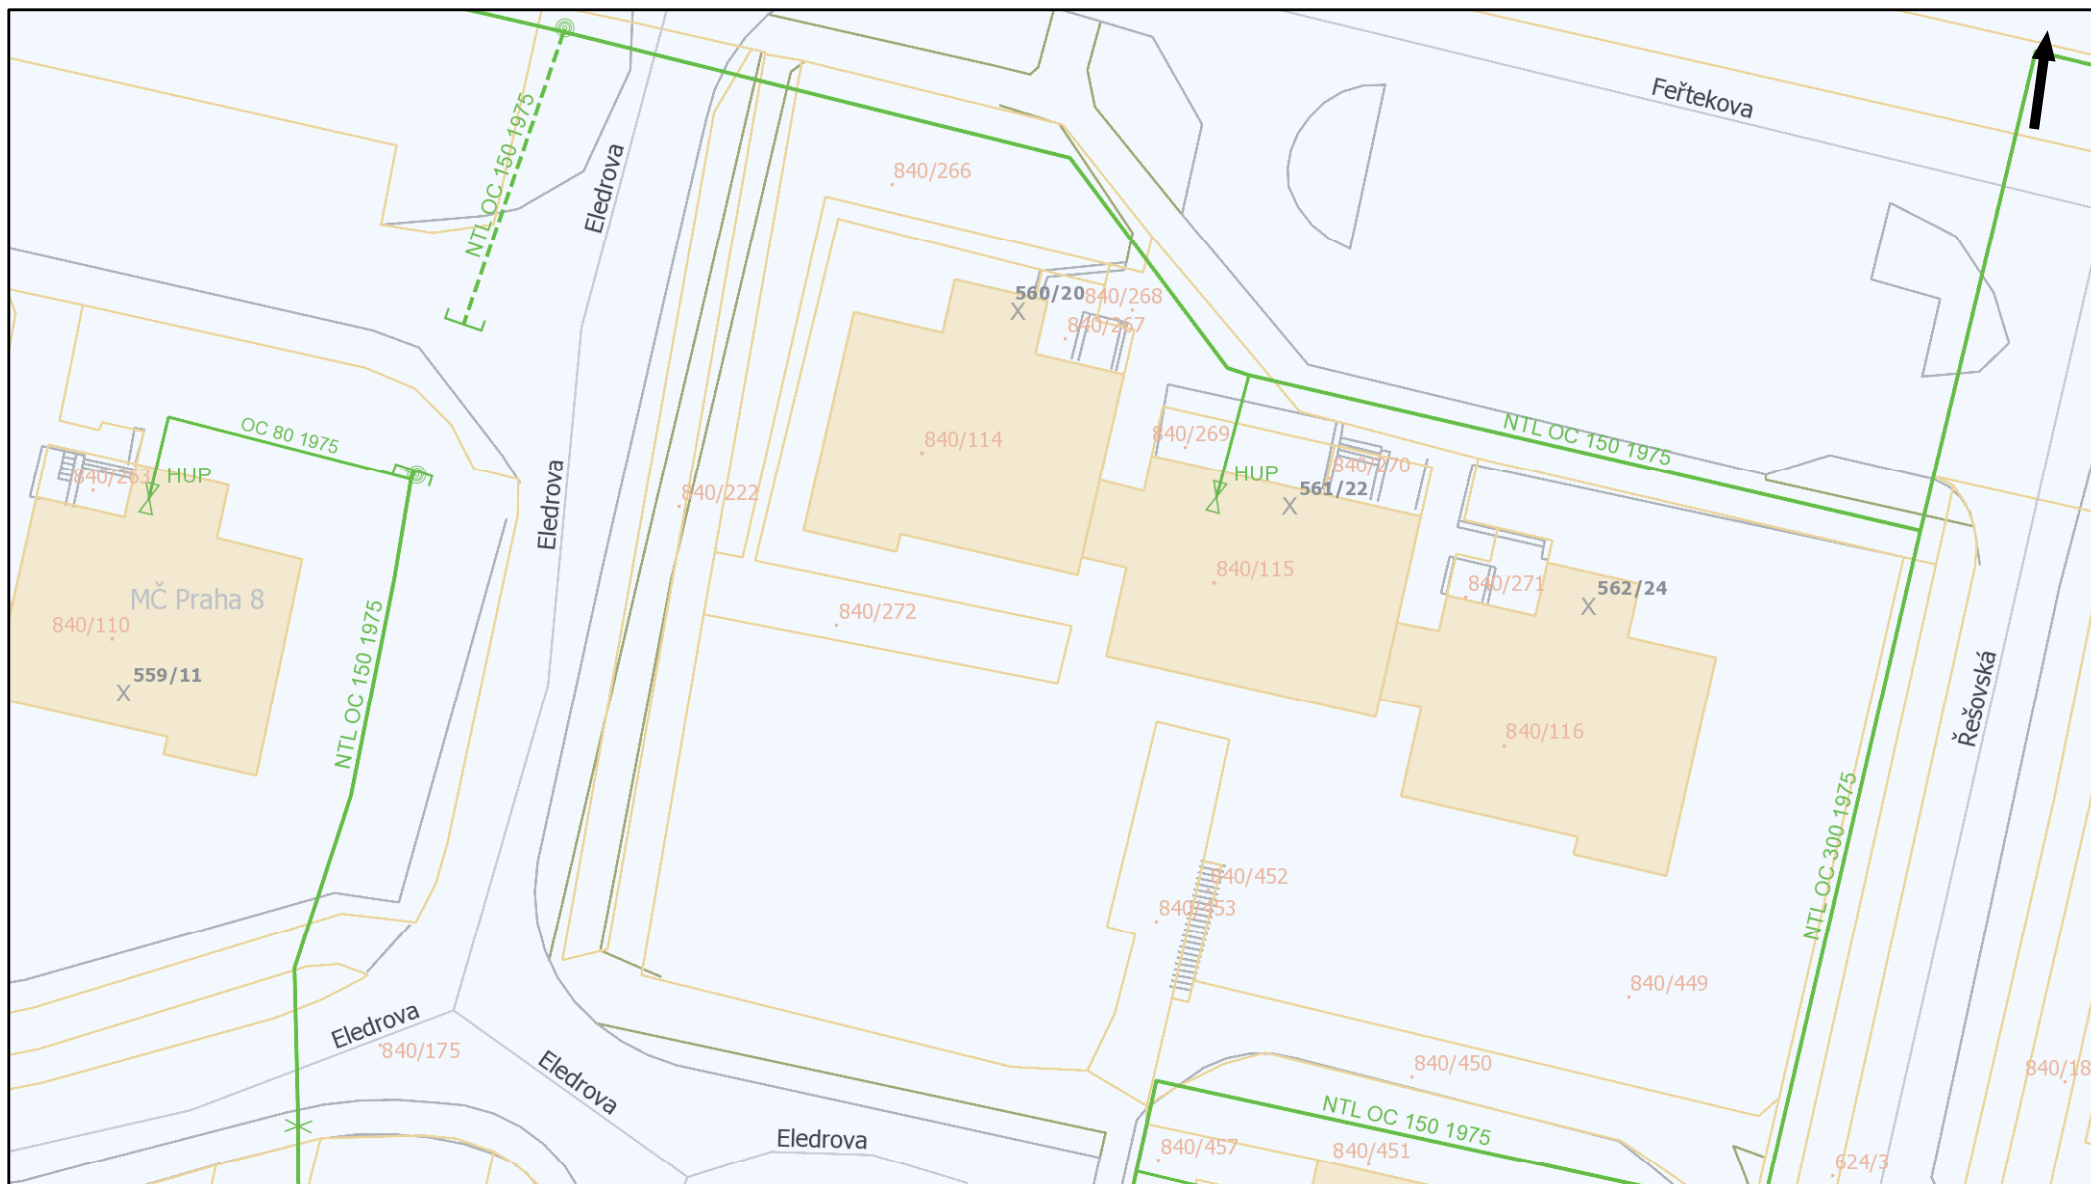 Feřtekova
NTL OC 150 1975
Eledrova
840/266
560/20
840/268
840/267
OC 80 1975
HUP
840/263
840/114
840/269
NTL OC 150 1975
840/270
HUP
561/22
840/222
Eledrova
840/115
840/271
562/24
MČ Praha 8
840/110
840/272
559/11
NTL OC 150 1975
Řešovská
840/116
NTL OC 300 1975
840/452
840/453
840/449
Eledrova
840/175
Eledrova
840/450
840/18
NTL OC 150 1975
Eledrova
840/457
840/451
624/3